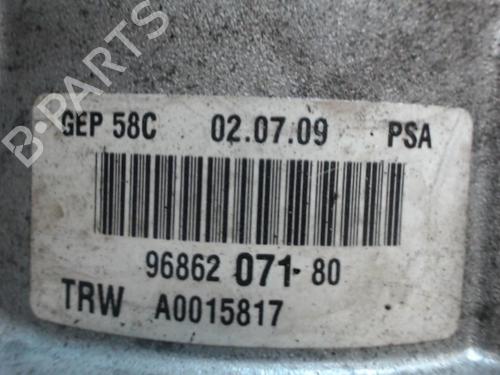 B-PARTS
GEP 58C 02.07.09 PSA
96862 071-80
TRW A0015817